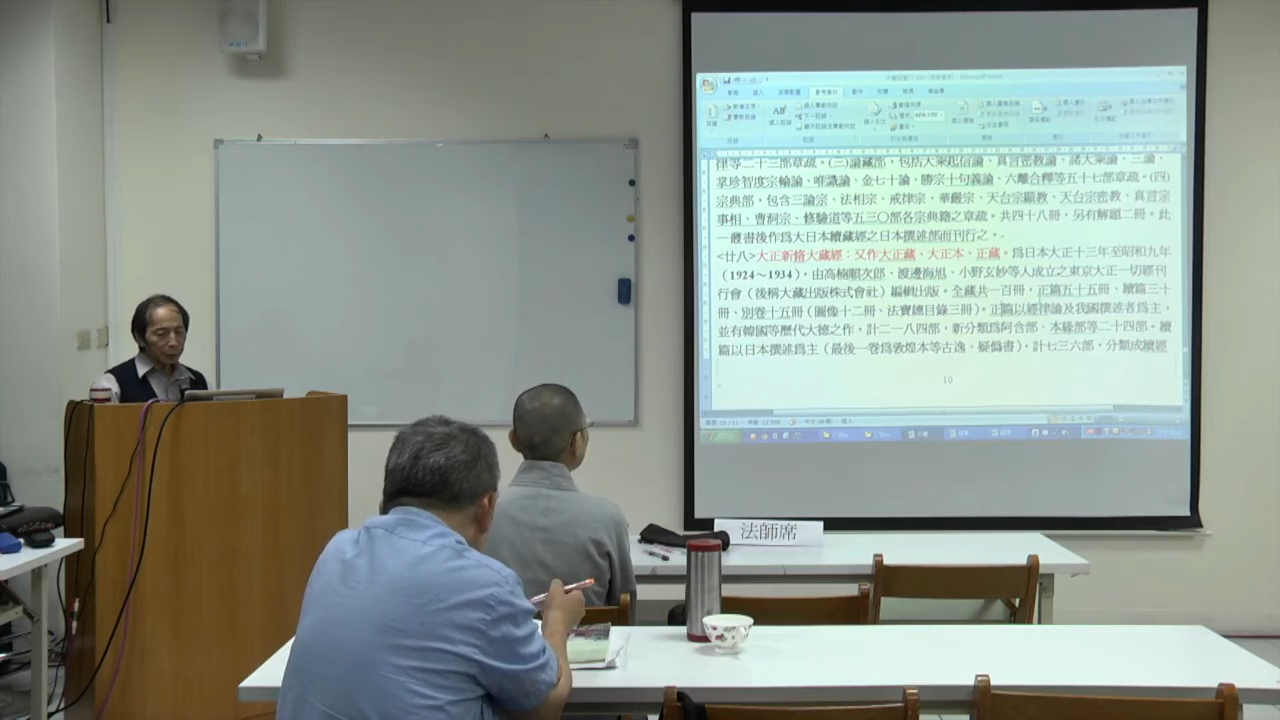 律等二十三部章疏。(三)論藏部，包括大乘起信論、真言密教論、諸大乘論、三論、
掌珍智度宗輪論、唯識論、金七十論、勝宗十句義論、六離合釋等五十七部章疏。(四)
宗典部，包含三論宗、法相宗、戒律宗、華嚴宗、天台宗顯教、天台宗密教、真言宗
事相、曹洞宗、修驗道等五三〇部各宗典籍之章疏。共四十八冊，另有解題二冊。此
一叢書後作為大日本續藏經之日本撰述部而刊行之。
<廿八>大正新脩大藏經：又作大正藏、大正本、正藏。為日本大正十三年至昭和九年
(1924～1934)，由高楠順次郎、渡邊海旭、小野玄妙等人成立之東京大正一切經刊
行會（後稱大藏出版株式會社）編輯出版。全藏共一百冊，正篇五十五冊、續篇三十
冊、別卷十五冊（圖像十二冊、法寶總目錄三冊）。正篇以經律論及我國撰述者為主，
並有韓國等歷代大德之作，計二一八四部，新分類為阿含部、本緣部等二十四部。續
篇以日本撰述為主（最後一卷為敦煌本等古逸、疑偽書），計七三六部，分類成續經
10
法師席